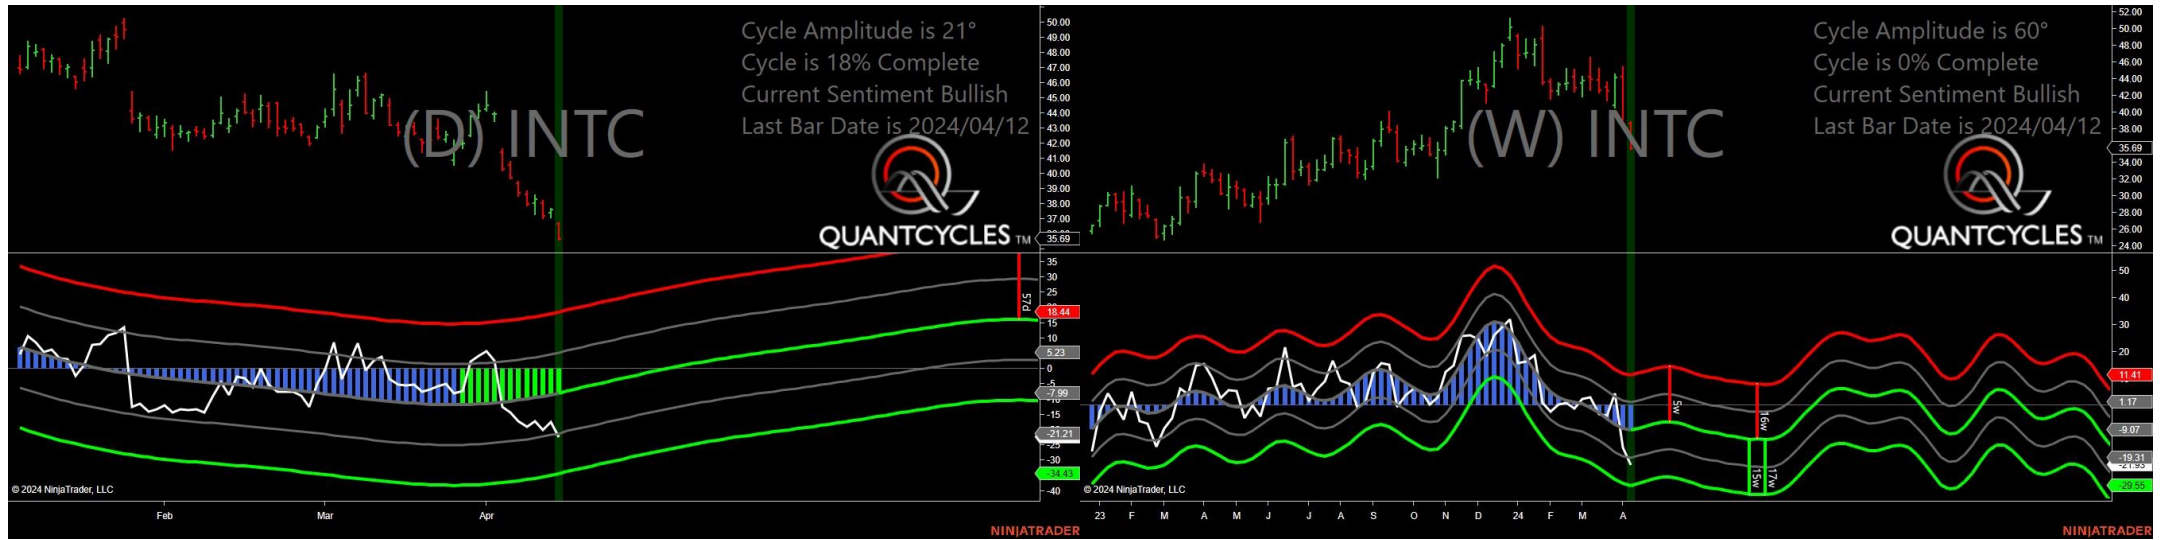 Cycle Amplitude is 21°
Cycle is 18% Complete
Current Sentiment Bullish
Last Bar Date is 2024/04/12
(D) INTC
QUANTCYCLES TM
50.00
49.00
48.00
47.00
46.00
45.00
44.00
43.00
42.00
41.00
40.00
39.00
38.00
37.00
35.69
57d
35
30
25
18.44
15
10
5.23
0
-5
-7.99
-15
-21.21
-30
-34.43
-40
© 2024 NinjaTrader, LLC
Feb
Mar
Apr
NINJATRADER
Cycle Amplitude is 60°
Cycle is 0% Complete
Current Sentiment Bullish
Last Bar Date is 2024/04/12
(W) INTC
QUANTCYCLES TM
52.00
50.00
48.00
46.00
44.00
42.00
40.00
38.00
35.69
34.00
32.00
30.00
28.00
26.00
24.00
5w
16w
15w
17w
50
40
30
20
11.41
1.17
-9.07
-19.31
-21.93
-29.55
© 2024 NinjaTrader, LLC
23 F M A M J J A S O N D 24 F M A
NINJATRADER